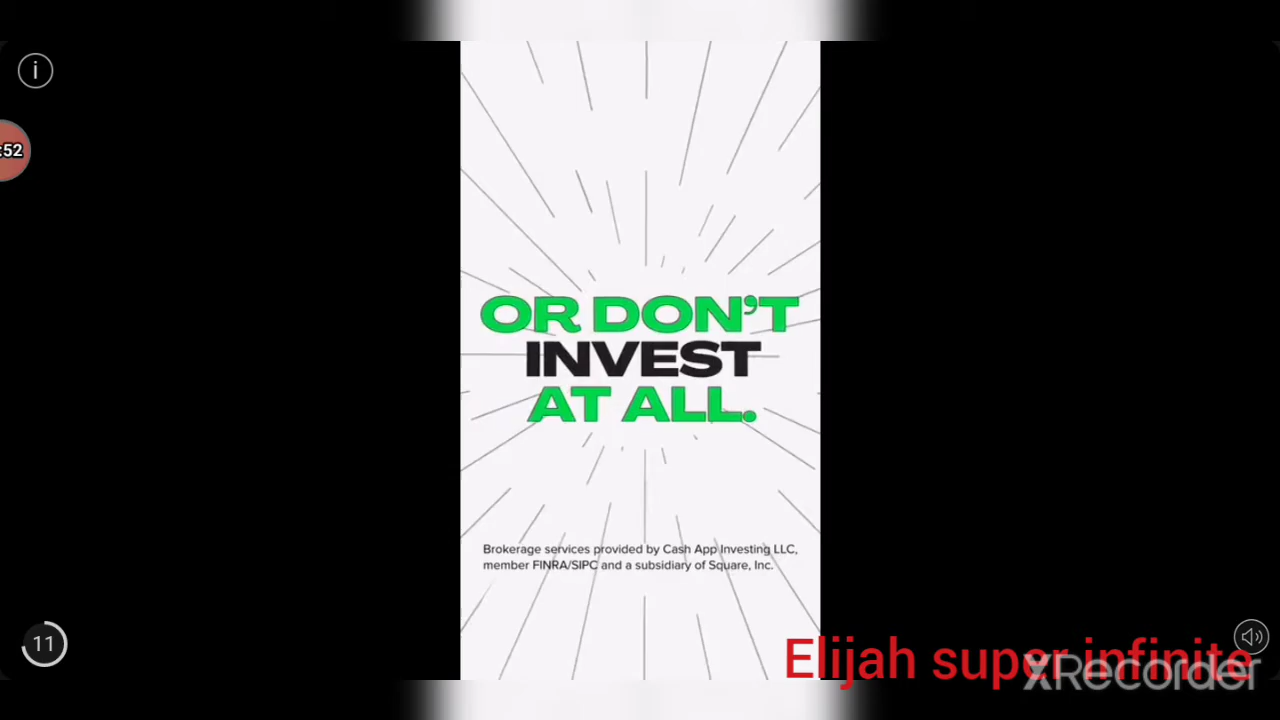 i
:52
OR DON'T
INVEST
AT ALL.
Brokerage services provided by Cash App Investing LLC,
member FINRA/SIPC and a subsidiary of Square, Inc.
11
Elijah super infinite
XRecorder